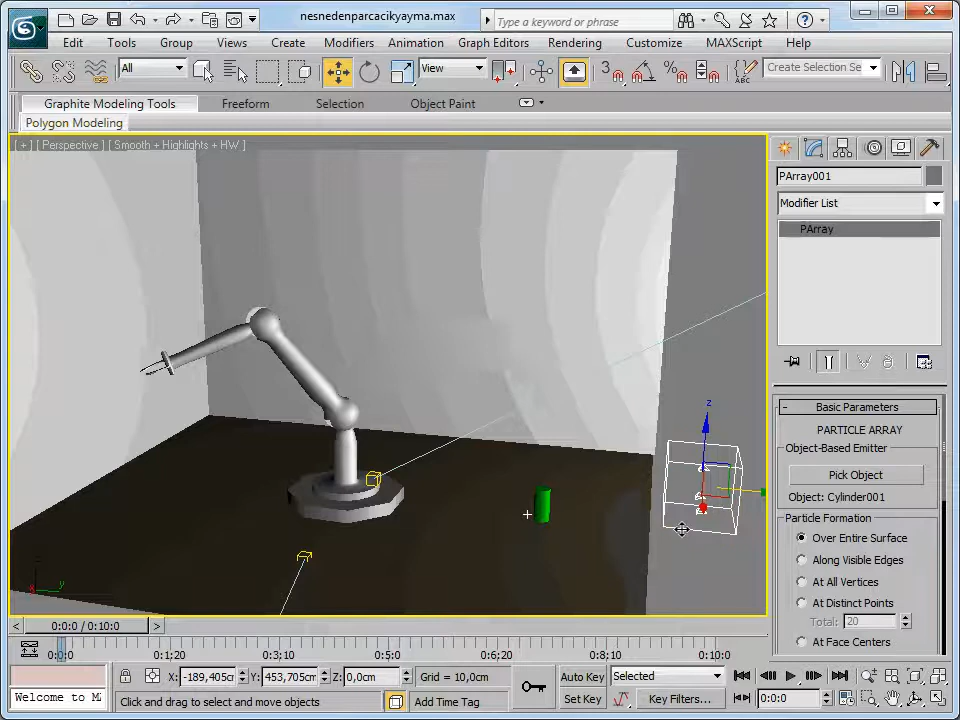 nesnedenparcacikyayma.max
Type a keyword or phrase
Edit Tools Group Views Create Modifiers Animation Graph Editors Rendering Customize MAXScript Help
All
View
3
%
ABC
Create Selection Se
Graphite Modeling Tools Freeform Selection Object Paint
Polygon Modeling
[ + ] [ Perspective ] [ Smooth + Highlights + HW ]
PArray001
Modifier List
PArray
z
x
y
- Basic Parameters
PARTICLE ARRAY
Object-Based Emitter
Pick Object
Object: Cylinder001
Particle Formation
Over Entire Surface
Along Visible Edges
At All Vertices
At Distinct Points
Total: 20
At Face Centers
< 0:0:0 / 0:10:0 >
0:0:0 0:1:20 0:3:10 0:5:0 0:6:20 0:8:10 0:10:0
X: -189,405cr Y: 453,705cm Z: 0,0cm Grid = 10,0cm
Auto Key Selected
Set Key Key Filters... 0:0:0
Welcome to MA
Click and drag to select and move objects
Add Time Tag